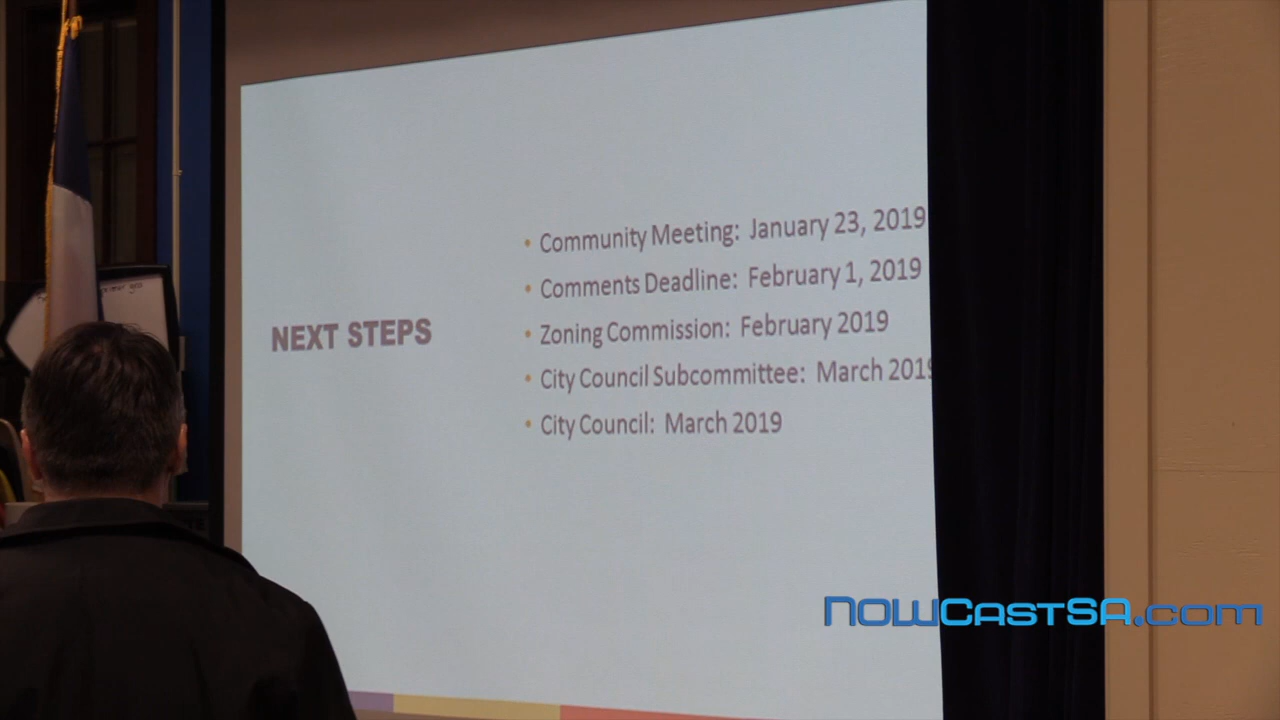 NEXT STEPS
• Community Meeting: January 23, 2019
• Comments Deadline: February 1, 2019
• Zoning Commission: February 2019
• City Council Subcommittee: March 2019
• City Council: March 2019
NOWCastSA.com